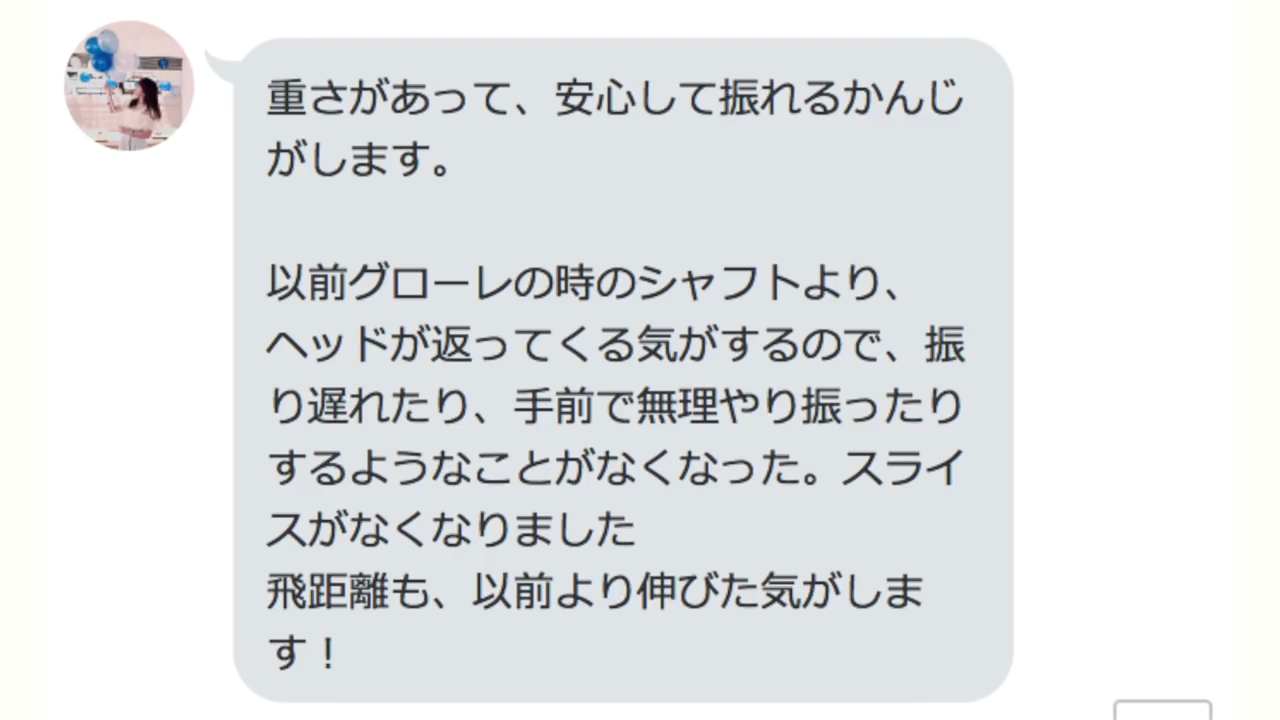 重さがあって、安心して振れるかんじ
がします。
以前グローレの時のシャフトより、
ヘッドが返ってくる気がするので、振
り遅れたり、手前で無理やり振ったり
するようなことがなくなった。スライ
スがなくなりました
飛距離も、以前より伸びた気がしま
す！